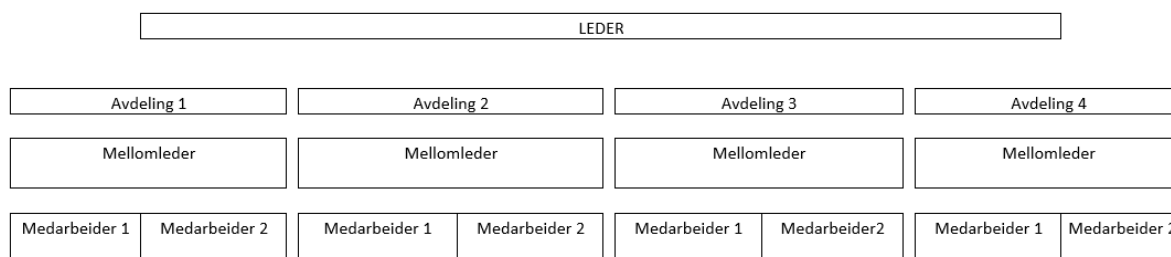 LEDER
Avdeling 1 Avdeling 2 Avdeling 3 Avdeling 4
Mellomleder Mellomleder Mellomleder Mellomleder
Medarbeider 1 Medarbeider 2 Medarbeider 1 Medarbeider 2 Medarbeider 1 Medarbeider2 Medarbeider 1 Medarbeider 2